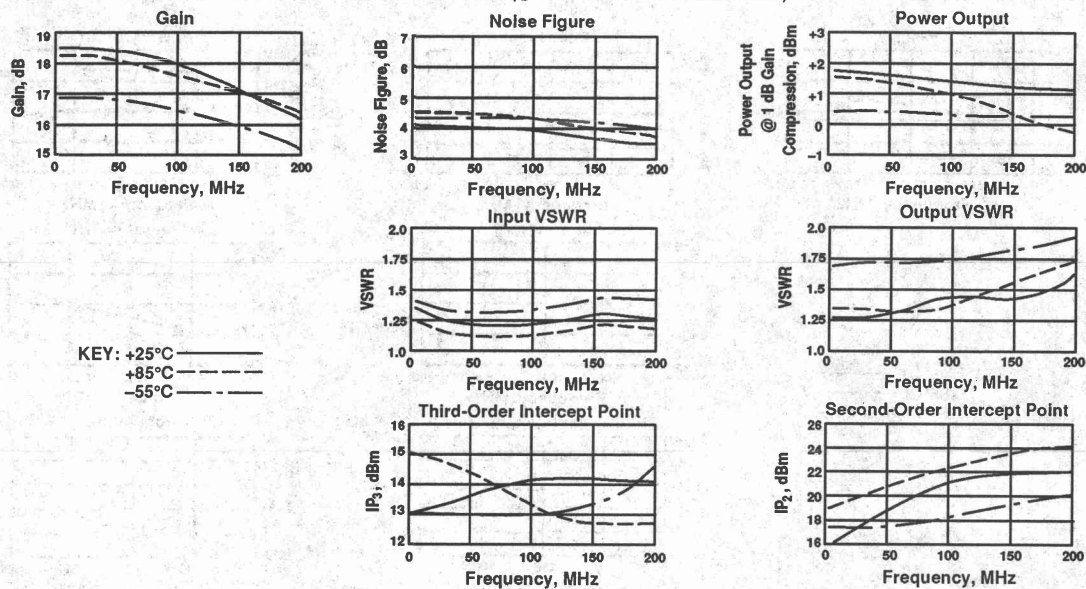 Gain
19
18
17
16
15
Gain, dB
0 50 100 150 200
Frequency, MHz
Noise Figure
7
6
5
4
3
Noise Figure, dB
0 50 100 150 200
Frequency, MHz
Power Output
+3
+2
+1
0
–1
Power Output
@ 1 dB Gain
Compression, dBm
0 50 100 150 200
Frequency, MHz
Input VSWR
2.0
1.75
1.5
1.25
1.0
VSWR
0 50 100 150 200
Frequency, MHz
Output VSWR
2.0
1.75
1.5
1.25
1.0
VSWR
0 50 100 150 200
Frequency, MHz
KEY: +25°C
+85°C
–55°C
Third-Order Intercept Point
16
15
14
13
12
IP3, dBm
0 50 100 150 200
Frequency, MHz
Second-Order Intercept Point
26
24
22
20
18
16
IP2, dBm
0 50 100 150 200
Frequency, MHz